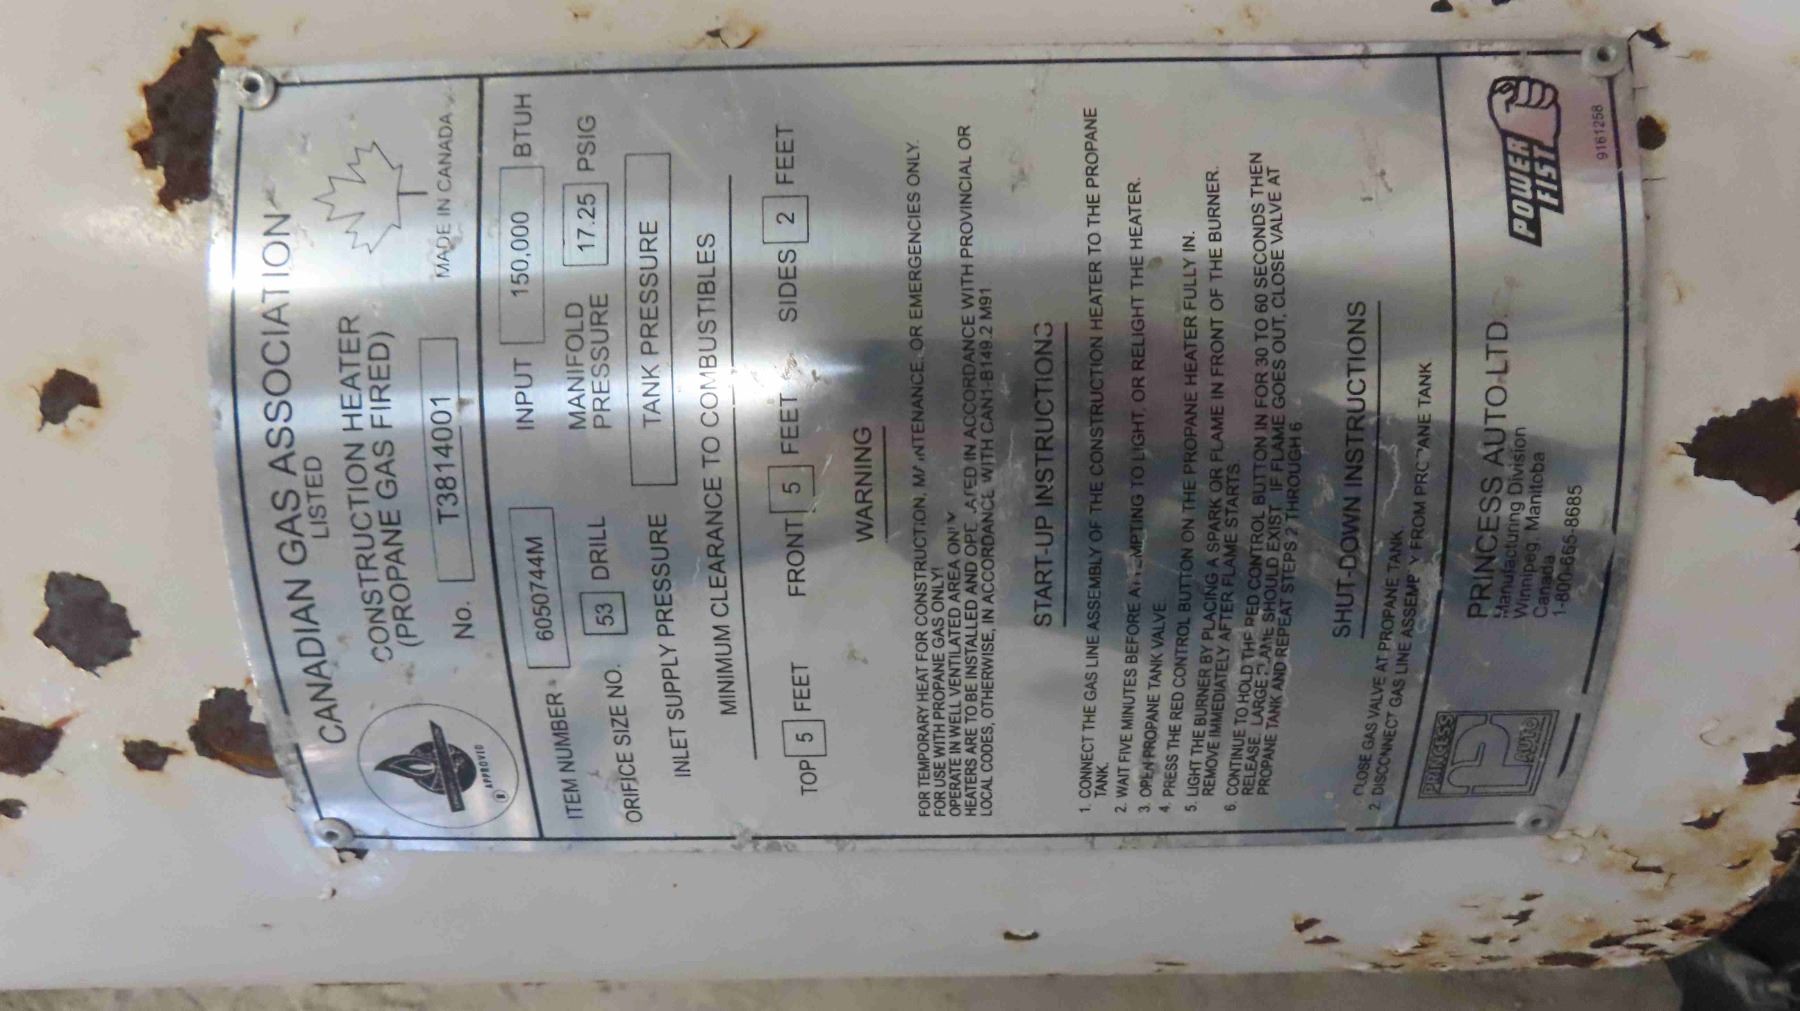 CANADIAN GAS ASSOCIATION
LISTED
CONSTRUCTION HEATER
(PROPANE GAS FIRED)
No. T3814001
MADE IN CANADA
APPROVED
ITEM NUMBER 6050744M INPUT 150,000 BTUH
ORIFICE SIZE NO. 53 DRILL MANIFOLD PRESSURE 17.25 PSIG
INLET SUPPLY PRESSURE TANK PRESSURE
MINIMUM CLEARANCE TO COMBUSTIBLES
TOP 5 FEET FRONT 5 FEET SIDES 2 FEET
WARNING
FOR TEMPORARY HEAT FOR CONSTRUCTION, MAINTENANCE, OR EMERGENCIES ONLY.
FOR USE WITH PROPANE GAS ONLY!
OPERATE IN WELL VENTILATED AREA ONLY
HEATERS ARE TO BE INSTALLED AND OPERATED IN ACCORDANCE WITH PROVINCIAL OR
LOCAL CODES, OTHERWISE, IN ACCORDANCE WITH CAN1-B149.2 M91
START-UP INSTRUCTIONS
1. CONNECT THE GAS LINE ASSEMBLY OF THE CONSTRUCTION HEATER TO THE PROPANE
TANK.
2. WAIT FIVE MINUTES BEFORE ATTEMPTING TO LIGHT, OR RELIGHT THE HEATER.
3. OPEN PROPANE TANK VALVE.
4. PRESS THE RED CONTROL BUTTON ON THE PROPANE HEATER FULLY IN.
5. LIGHT THE BURNER BY PLACING A SPARK OR FLAME IN FRONT OF THE BURNER.
REMOVE IMMEDIATELY AFTER FLAME STARTS
6. CONTINUE TO HOLD THE RED CONTROL BUTTON IN FOR 30 TO 60 SECONDS THEN
RELEASE. LARGE FLAME SHOULD EXIST. IF FLAME GOES OUT, CLOSE VALVE AT
PROPANE TANK AND REPEAT STEPS 2 THROUGH 6
SHUT-DOWN INSTRUCTIONS
CLOSE GAS VALVE AT PROPANE TANK
2 DISCONNECT GAS LINE ASSEMBLY FROM PROPANE TANK
PRINCESS
AUTO
PRINCESS AUTO LTD.
Manufacturing Division
Winnipeg, Manitoba
Canada
1-800-665-8685
POWER
FIST
9161258